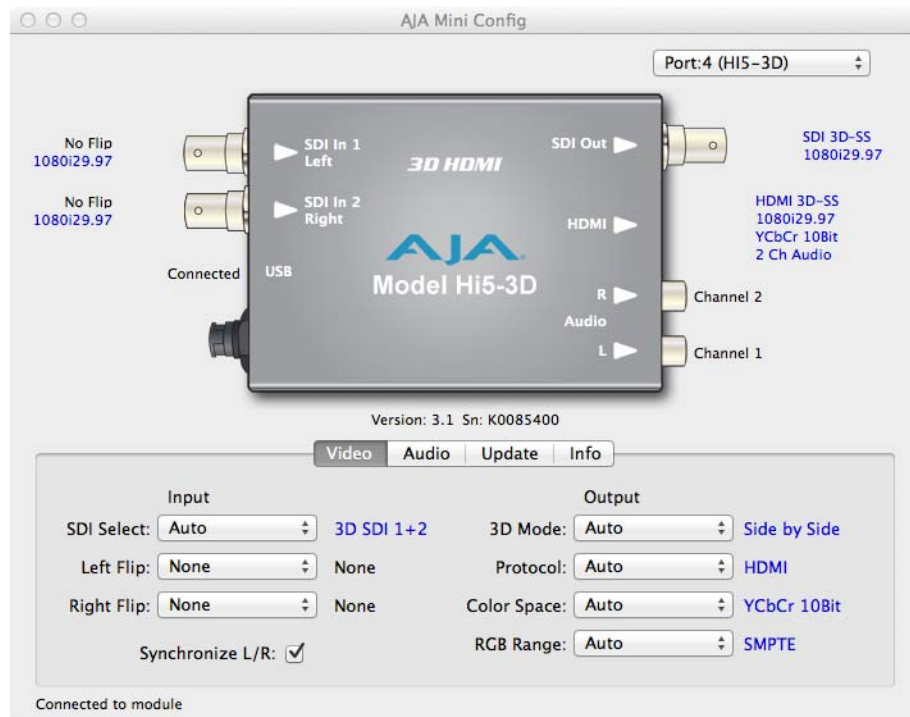 AJA Mini Config
Port:4 (HI5-3D)
No Flip
1080i29.97
No Flip
1080i29.97
Connected
SDI In 1
Left
SDI In 2
Right
USB
3D HDMI
AJA
Model Hi5-3D
SDI Out
HDMI
R
Audio
L
SDI 3D-SS
1080i29.97
HDMI 3D-SS
1080i29.97
YCbCr 10Bit
2 Ch Audio
Channel 2
Channel 1
Version: 3.1 Sn: K0085400
Video Audio Update Info
Input
SDI Select: Auto 3D SDI 1+2
Left Flip: None None
Right Flip: None None
Synchronize L/R:
Output
3D Mode: Auto Side by Side
Protocol: Auto HDMI
Color Space: Auto YCbCr 10Bit
RGB Range: Auto SMPTE
Connected to module